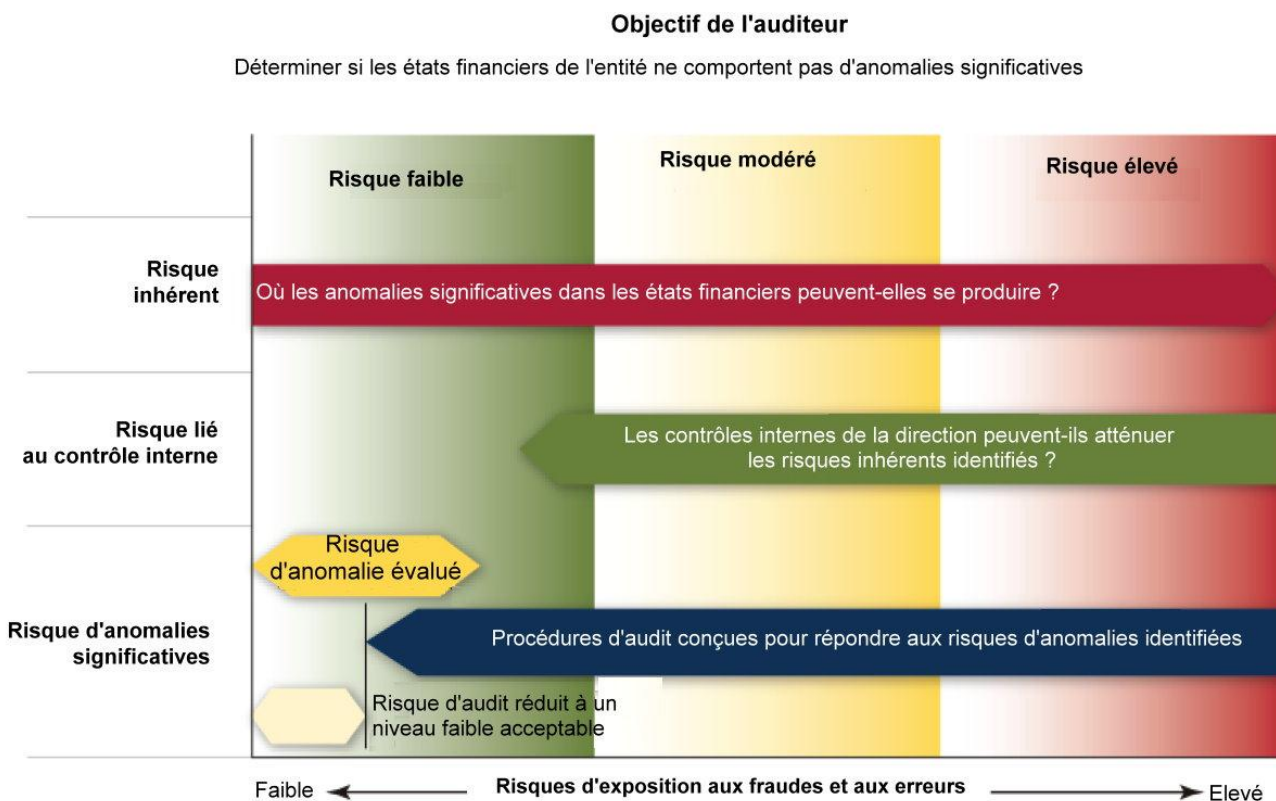 Objectif de l'auditeur
Déterminer si les états financiers de l'entité ne comportent pas d'anomalies significatives
Risque faible
Risque modéré
Risque élevé
Risque
inhérent
Où les anomalies significatives dans les états financiers peuvent-elles se produire ?
Risque lié
au contrôle interne
Les contrôles internes de la direction peuvent-ils atténuer
les risques inhérents identifiés ?
Risque
d'anomalie évalué
Risque d'anomalies
significatives
Procédures d'audit conçues pour répondre aux risques d'anomalies identifiées
Risque d'audit réduit à un
niveau faible acceptable
Faible
Risques d'exposition aux fraudes et aux erreurs
Elevé